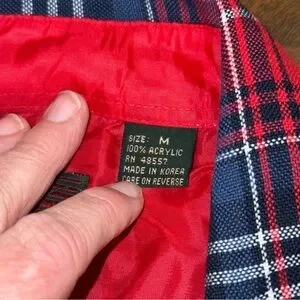 SIZE: M
100% ACRYLIC
RN 48557
MADE IN KOREA
CARE ON REVERSE